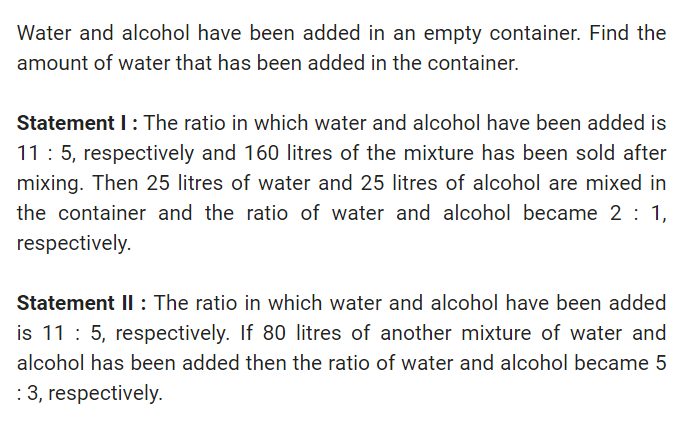 Water and alcohol have been added in an empty container. Find the
amount of water that has been added in the container.
Statement I : The ratio in which water and alcohol have been added is
11 : 5, respectively and 160 litres of the mixture has been sold after
mixing. Then 25 litres of water and 25 litres of alcohol are mixed in
the container and the ratio of water and alcohol became 2 : 1,
respectively.
Statement II : The ratio in which water and alcohol have been added
is 11 : 5, respectively. If 80 litres of another mixture of water and
alcohol has been added then the ratio of water and alcohol became 5
: 3, respectively.